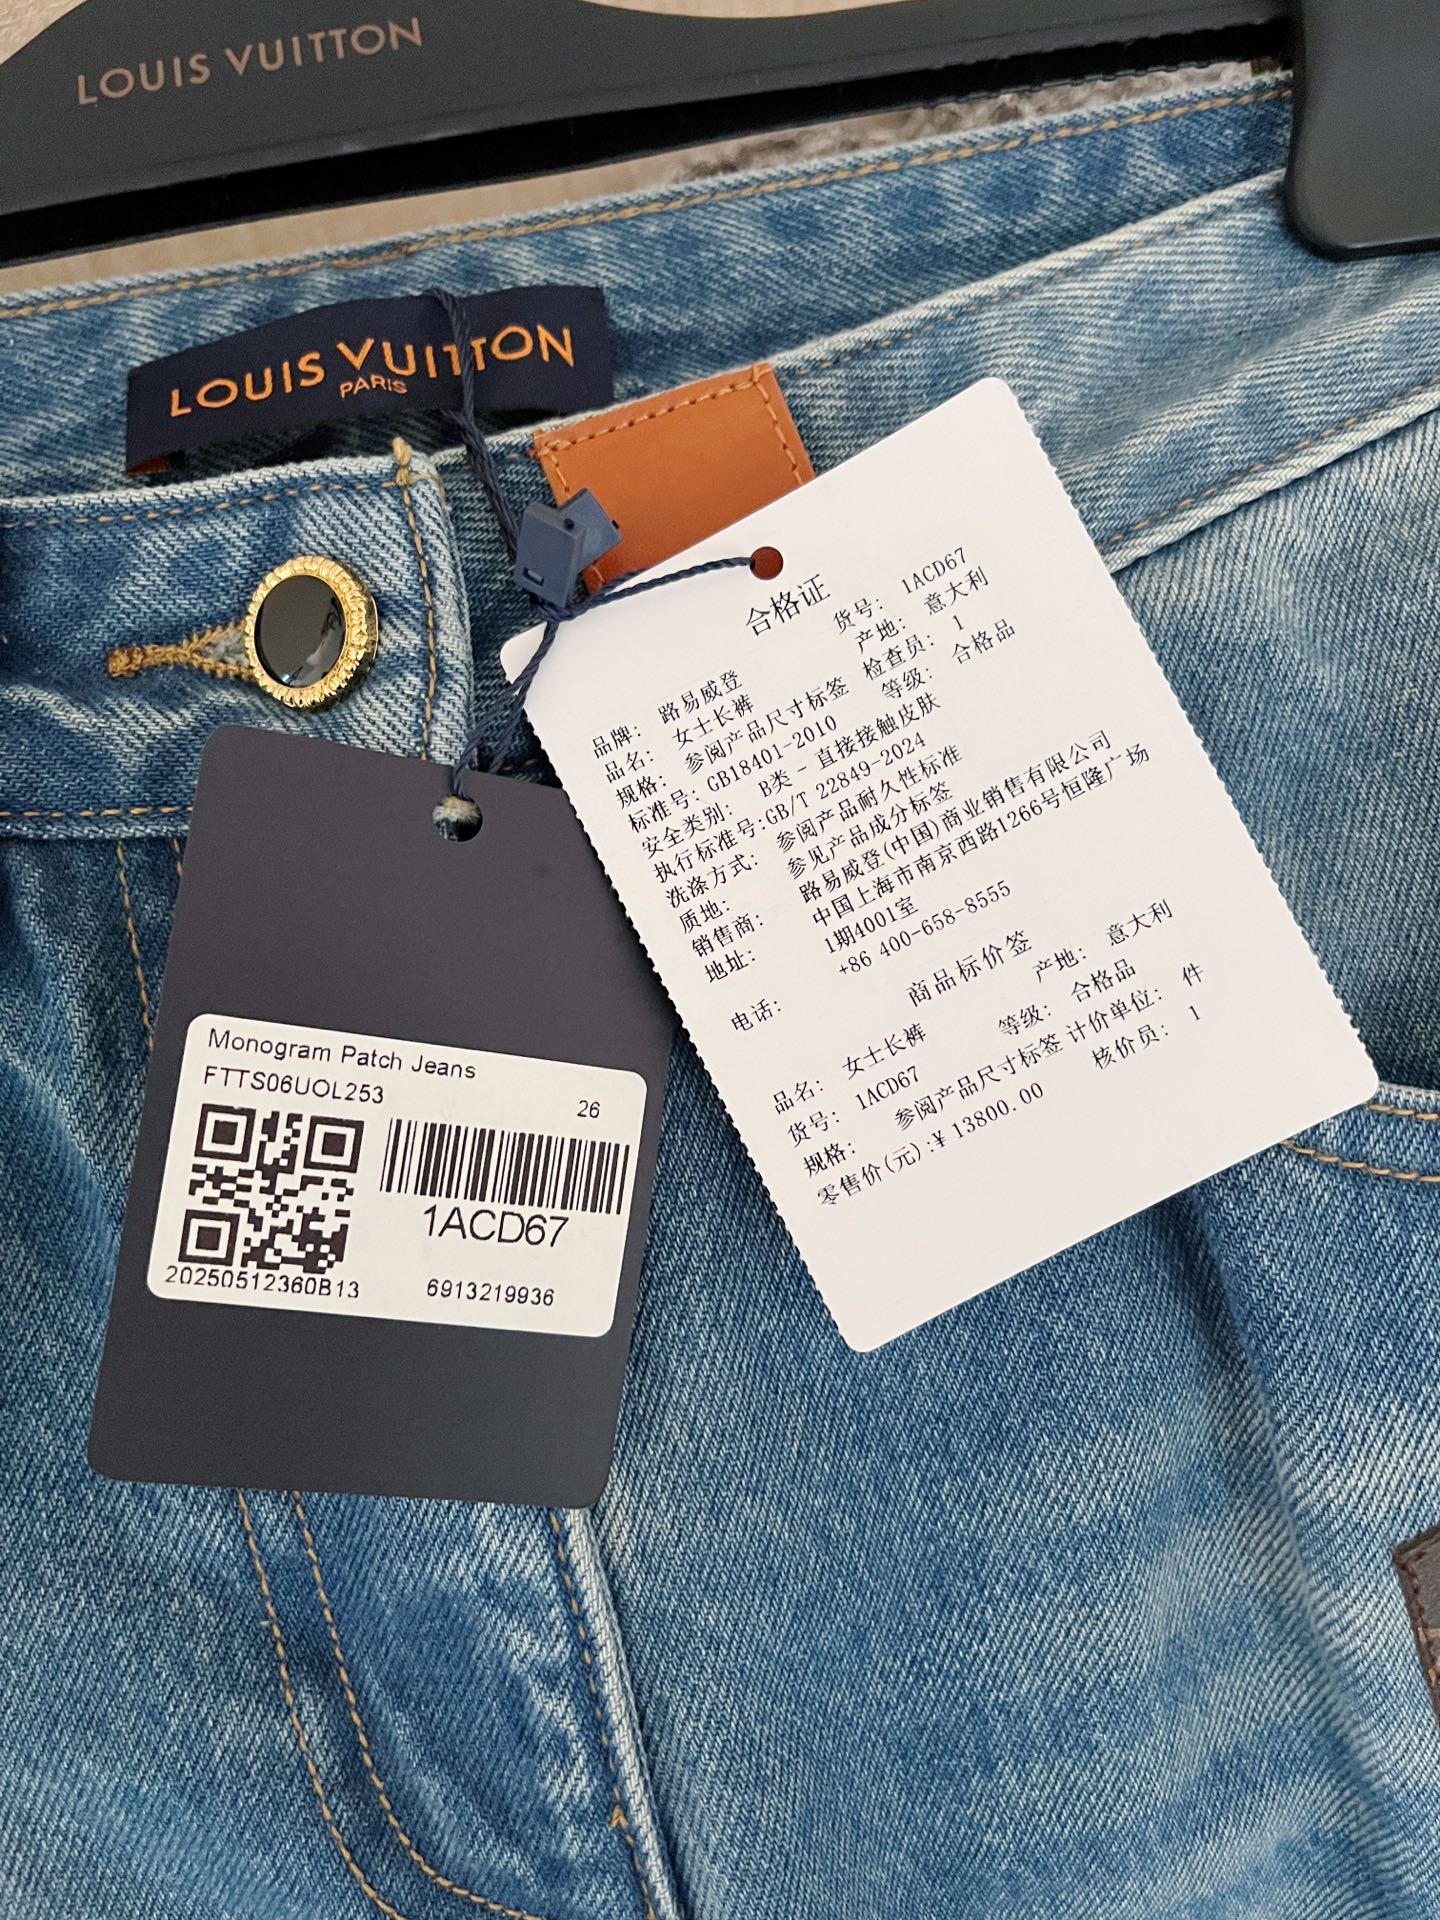 LOUIS VUITTON
LOUIS VUITTON
PARIS
合格证
货号: 1ACD67
品牌: 路易威登 产地: 意大利
品名: 女士长裤 检查员: 1
规格: 参阅产品尺寸标签 等级: 合格品
标准号: GB18401-2010
安全类别: B类 - 直接接触皮肤
执行标准号:GB/T 22849-2024
洗涤方式: 参阅产品耐久性标准
质地: 参见产品成分标签
销售商: 路易威登(中国)商业销售有限公司
地址: 中国上海市南京西路1266号恒隆广场
1期4001室
电话: +86 400-658-8555
商品标价签
品名: 女士长裤 产地: 意大利
货号: 1ACD67 等级: 合格品
规格: 参阅产品尺寸标签 计价单位: 件
零售价(元):¥ 13800.00 核价员: 1
Monogram Patch Jeans
FTTS06UOL253
26
1ACD67
20250512360B13
6913219936